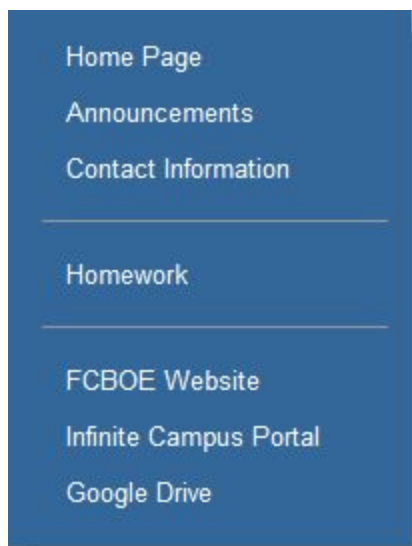 Home Page
Announcements
Contact Information
Homework
FCBOE Website
Infinite Campus Portal
Google Drive